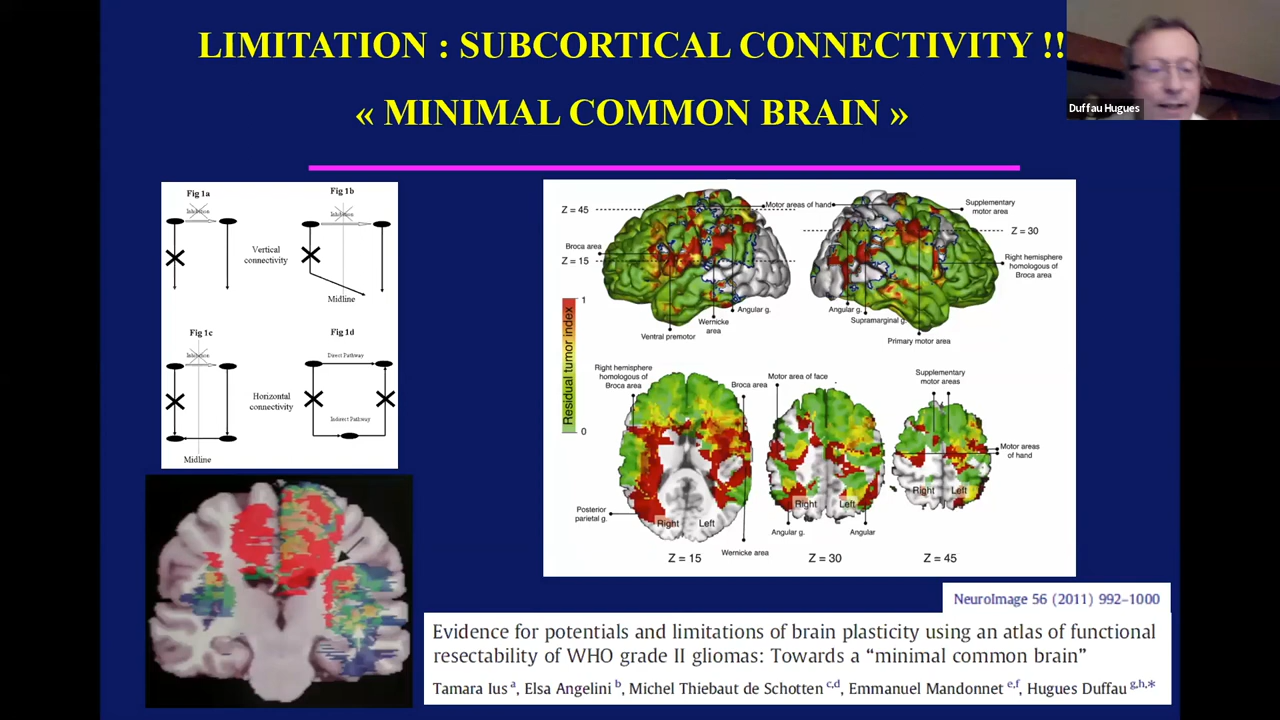 LIMITATION : SUBCORTICAL CONNECTIVITY !!
« MINIMAL COMMON BRAIN »
Duffau Hugues
Fig 1a
Inhibition
Fig 1b
Inhibition
Vertical
connectivity
Midline
Fig 1c
Inhibition
Fig 1d
Direct Pathway
Horizontal
connectivity
Indirect Pathway
Midline
Z = 45
Motor areas of hand
Supplementary
motor area
Z = 30
Broca area
Z = 15
Right hemisphere
homologous of
Broca area
1
Residual tumor index
0
Angular g.
Wernicke
area
Ventral premotor
Angular g.
Supramarginal g.
Primary motor area
Right hemisphere
homologous of
Broca area
Broca area
Motor area of face
Supplementary
motor areas
Motor areas
of hand
Posterior
parietal g.
Right
Left
Wernicke area
Right
Left
Angular g.
Angular
Right
Left
Z = 15
Z = 30
Z = 45
NeuroImage 56 (2011) 992–1000
Evidence for potentials and limitations of brain plasticity using an atlas of functional
resectability of WHO grade II gliomas: Towards a “minimal common brain”
Tamara Ius a, Elsa Angelini b, Michel Thiebaut de Schotten c,d, Emmanuel Mandonnet e,f, Hugues Duffau g,h,*